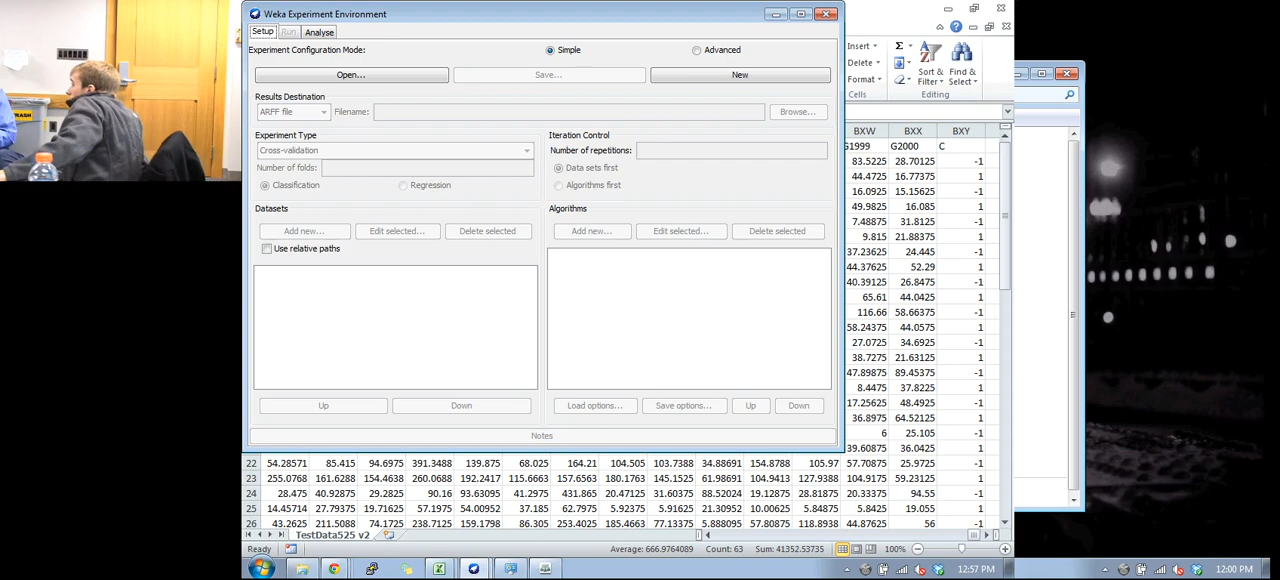 Weka Experiment Environment
Setup Run Analyse
Experiment Configuration Mode: Simple Advanced
Open... Save... New
Results Destination
ARFF file Filename: Browse...
Experiment Type Iteration Control
Cross-validation Number of repetitions:
Number of folds: Data sets first
Classification Regression Algorithms first
Datasets Algorithms
Add new... Edit selected... Delete selected Add new... Edit selected... Delete selected
Use relative paths
Up Down Load options... Save options... Up Down
Notes
Insert
Delete Sort & Find &
Format Filter Select
Cells Editing
BXW BXX BXY
G1999 G2000 C
83.5225 28.70125 -1
44.4725 16.77375 1
16.0925 15.15625 -1
49.9825 16.085 1
7.48875 31.8125 -1
9.815 21.88375 1
37.23625 24.445 -1
44.37625 52.29 1
40.39125 26.8475 -1
65.61 44.0425 1
116.66 58.66375 -1
58.24375 44.0575 1
27.0725 34.6925 -1
38.7275 21.63125 1
47.89875 89.45375 -1
8.4475 37.8225 1
17.25625 48.4925 -1
36.8975 64.52125 1
6 25.105 -1
39.60875 36.0425 1
22 54.28571 85.415 94.6975 391.3488 139.875 68.025 164.21 104.505 103.7388 34.88691 154.8788 105.97 57.70875 25.9725 -1
23 255.0768 161.6288 154.4638 260.0688 192.2417 115.6663 157.6563 180.1763 145.1525 61.98691 104.9413 127.9388 104.9175 59.23125 1
24 28.475 40.92875 29.2825 90.16 93.63095 41.2975 431.865 20.47125 31.60375 88.52024 19.12875 28.81875 20.33375 94.55 -1
25 14.45714 27.79375 17.71625 57.1975 54.00952 37.185 62.7975 5.92375 5.91625 21.30952 10.00625 5.84875 5.8425 19.055 1
26 43.2625 211.5088 74.1725 238.7125 159.1798 86.305 253.4025 185.4663 77.13375 5.888095 57.80875 118.8938 44.87625 56 -1
TestData525 v2
Ready Average: 666.9764089 Count: 63 Sum: 41352.53735 100%
12:57 PM 12:00 PM